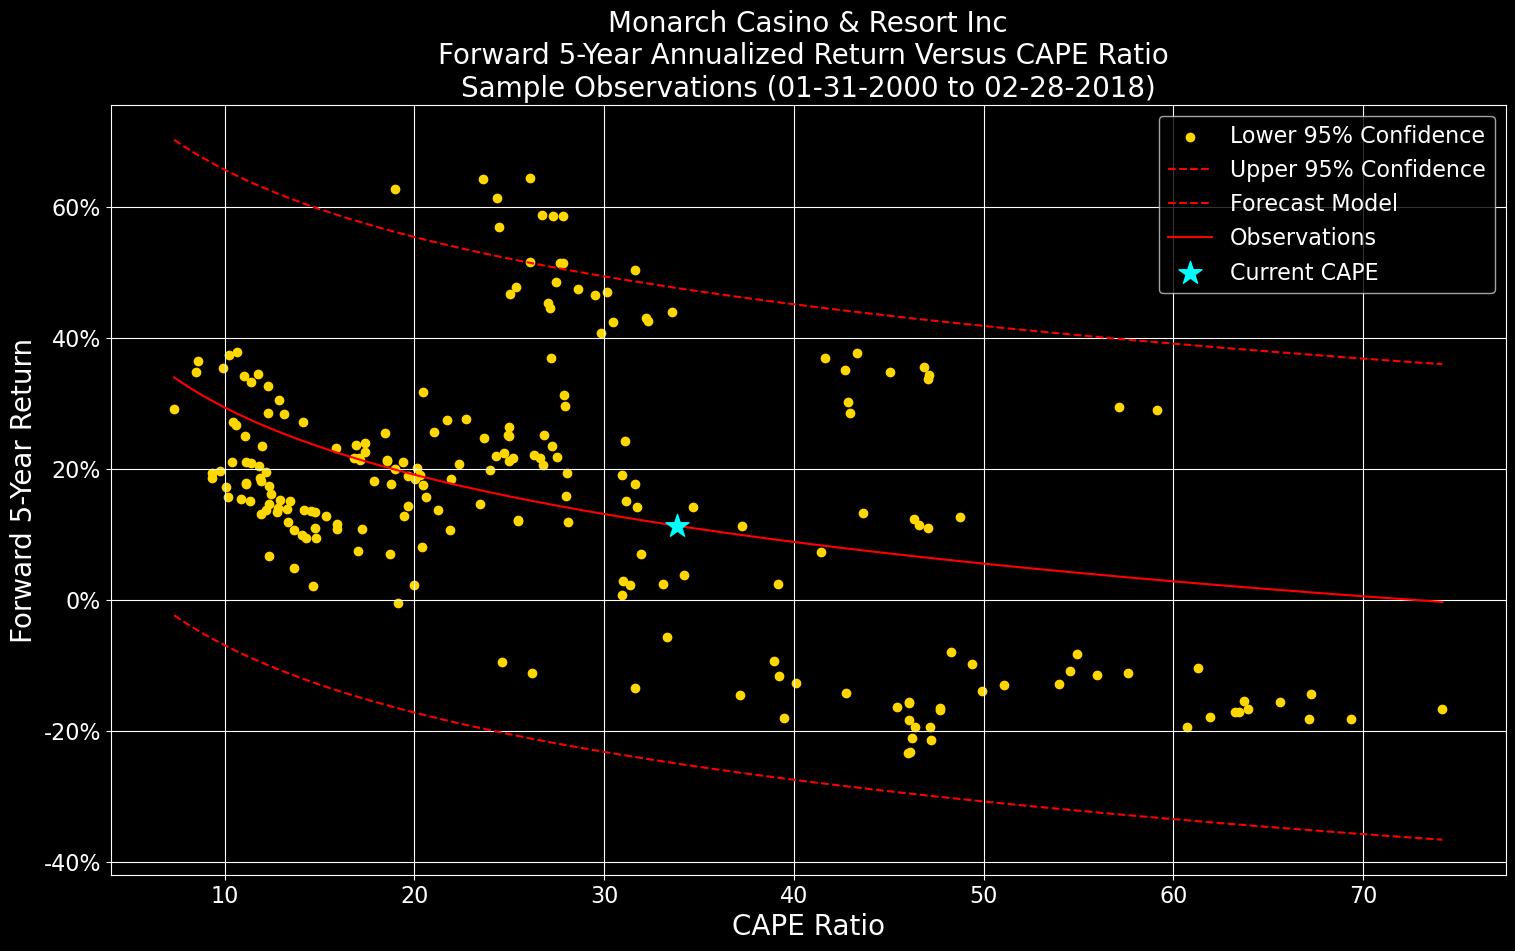 Monarch Casino & Resort Inc
Forward 5-Year Annualized Return Versus CAPE Ratio
Sample Observations (01-31-2000 to 02-28-2018)
Lower 95% Confidence
Upper 95% Confidence
Forecast Model
Observations
Current CAPE
Forward 5-Year Return
60%
40%
20%
0%
-20%
-40%
10 20 30 40 50 60 70
CAPE Ratio